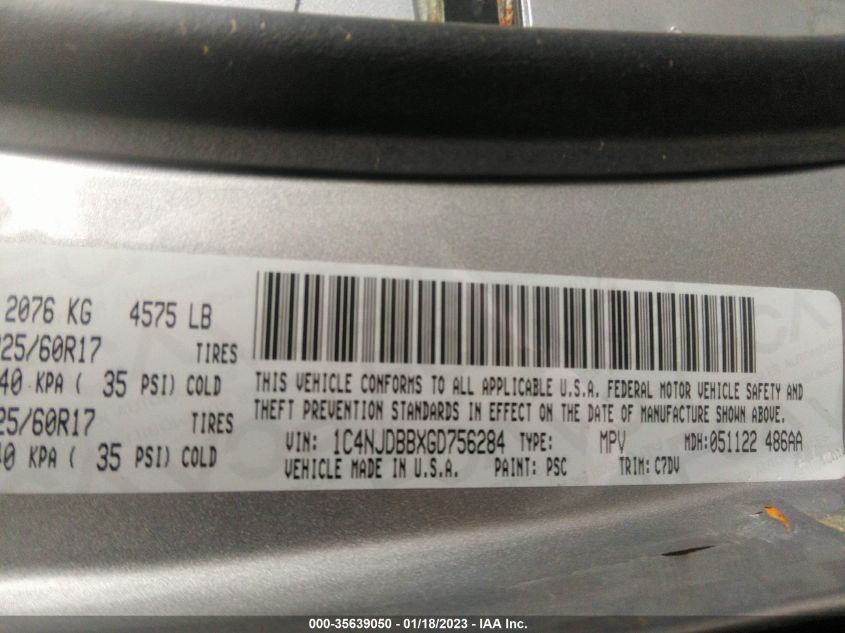 2076 KG 4575 LB
25/60R17 TIRES
40 KPA ( 35 PSI) COLD
25/60R17 TIRES
40 KPA ( 35 PSI) COLD
THIS VEHICLE CONFORMS TO ALL APPLICABLE U.S.A. FEDERAL MOTOR VEHICLE SAFETY AND
THEFT PREVENTION STANDARDS IN EFFECT ON THE DATE OF MANUFACTURE SHOWN ABOVE.
VIN: 1C4NJDBBXGD756284 TYPE: MPV MDH:051122 486AA
VEHICLE MADE IN U.S.A. PAINT: PSC TRIM: C7DV
000-35639050 - 01/18/2023 - IAA Inc.